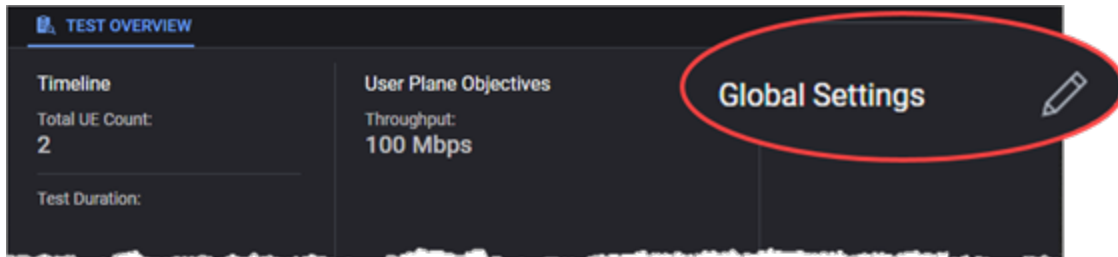 TEST OVERVIEW
Timeline
Total UE Count:
2
Test Duration:
User Plane Objectives
Throughput:
100 Mbps
Global Settings